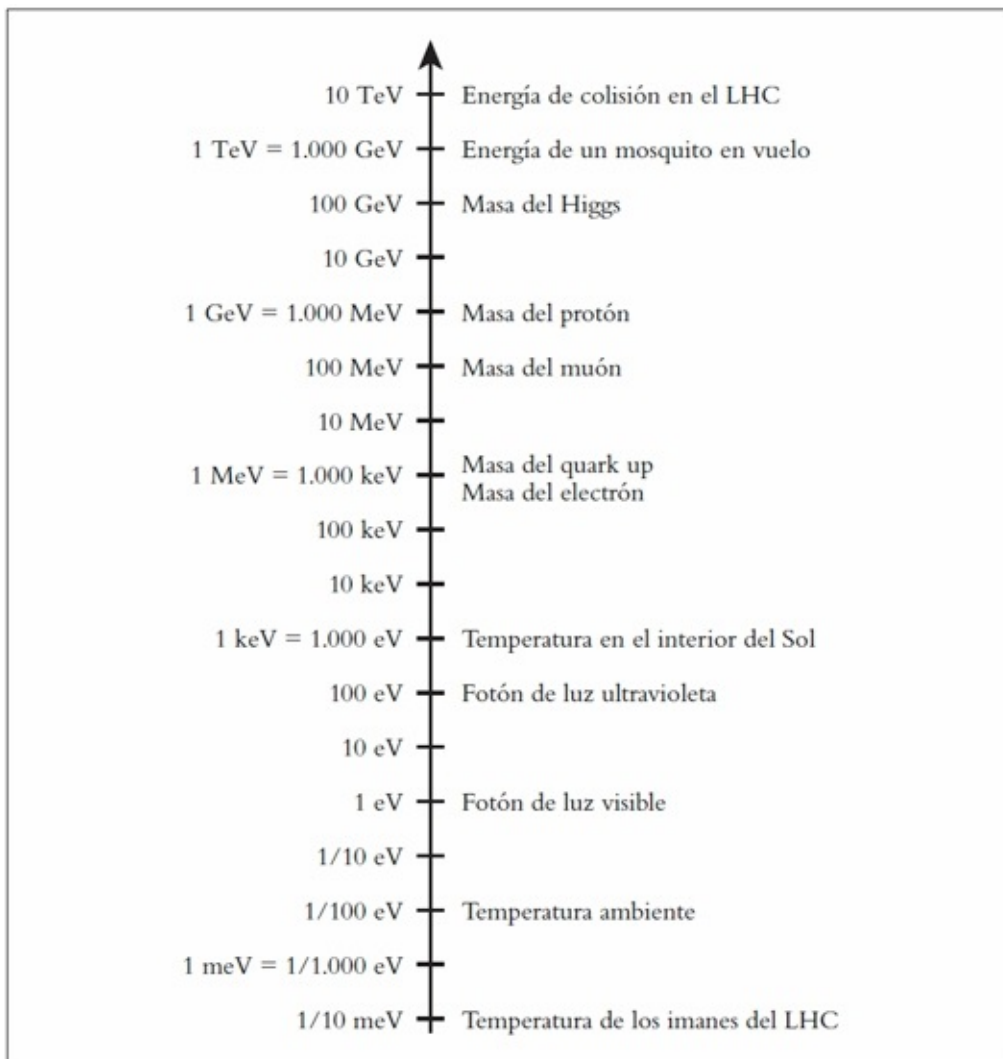 10 TeV Energía de colisión en el LHC
1 TeV = 1.000 GeV Energía de un mosquito en vuelo
100 GeV Masa del Higgs
10 GeV
1 GeV = 1.000 MeV Masa del protón
100 MeV Masa del muón
10 MeV
1 MeV = 1.000 keV Masa del quark up
Masa del electrón
100 keV
10 keV
1 keV = 1.000 eV Temperatura en el interior del Sol
100 eV Fotón de luz ultravioleta
10 eV
1 eV Fotón de luz visible
1/10 eV
1/100 eV Temperatura ambiente
1 meV = 1/1.000 eV
1/10 meV Temperatura de los imanes del LHC